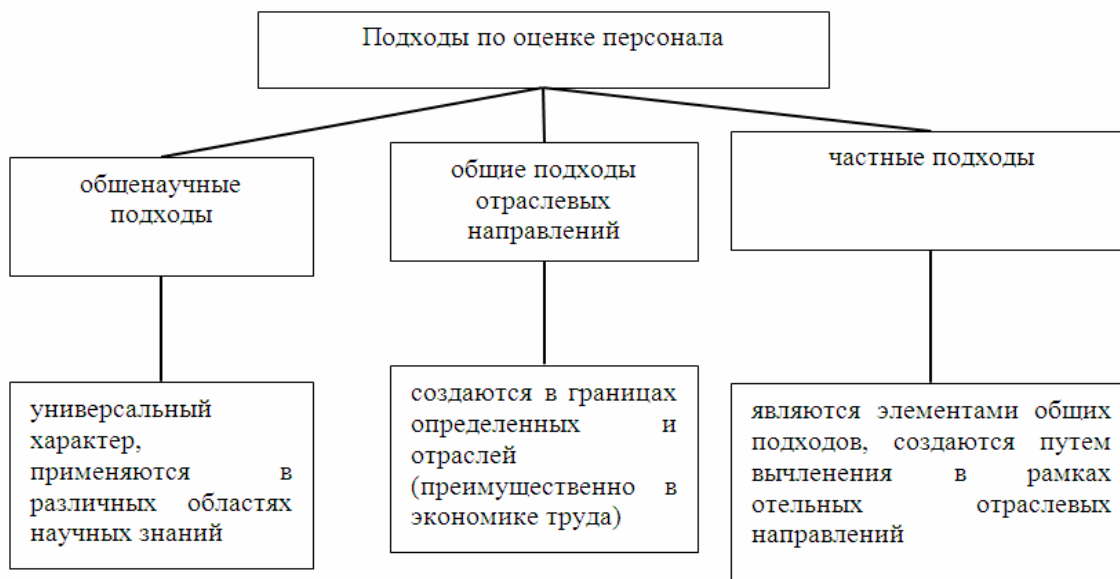 Подходы по оценке персонала
общенаучные
подходы
общие подходы
отраслевых
направлений
частные подходы
универсальный
характер,
применяются в
различных областях
научных знаний
создаются в границах
определенных и
отраслей
(преимущественно в
экономике труда)
являются элементами общих
подходов, создаются путем
вычленения в рамках
отельных отраслевых
направлений